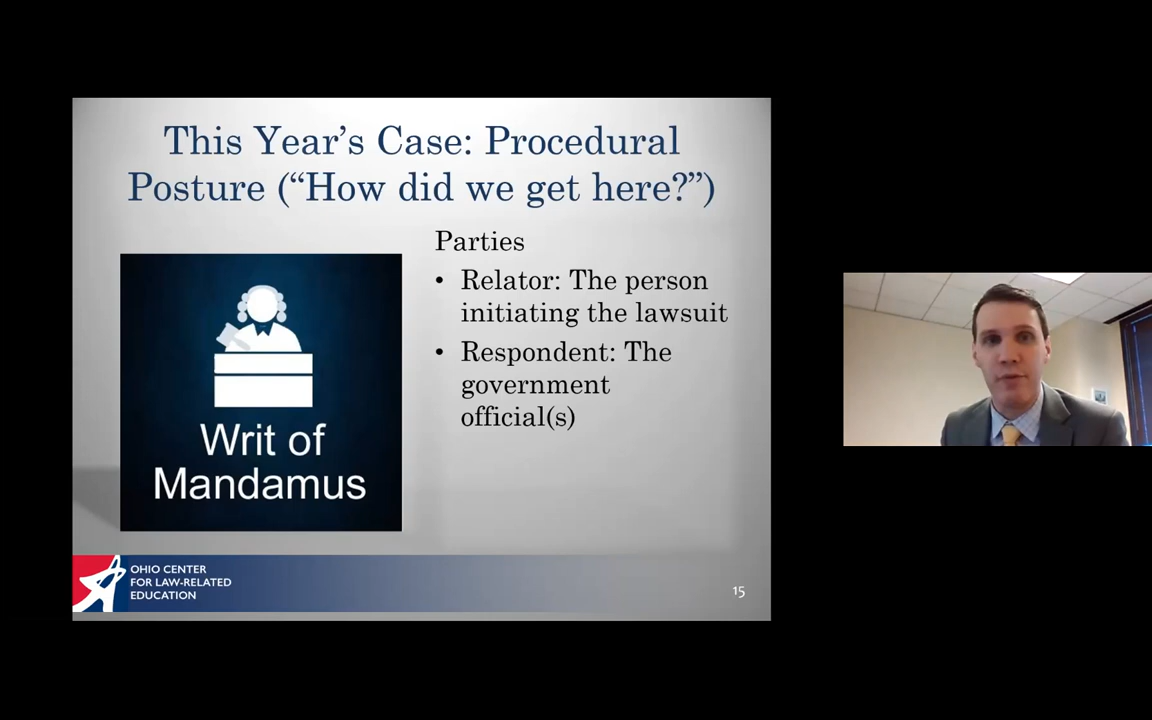 This Year’s Case: Procedural
Posture (“How did we get here?”)
Parties
• Relator: The person
initiating the lawsuit
• Respondent: The
government
official(s)
Writ of
Mandamus
OHIO CENTER
FOR LAW-RELATED
EDUCATION
15